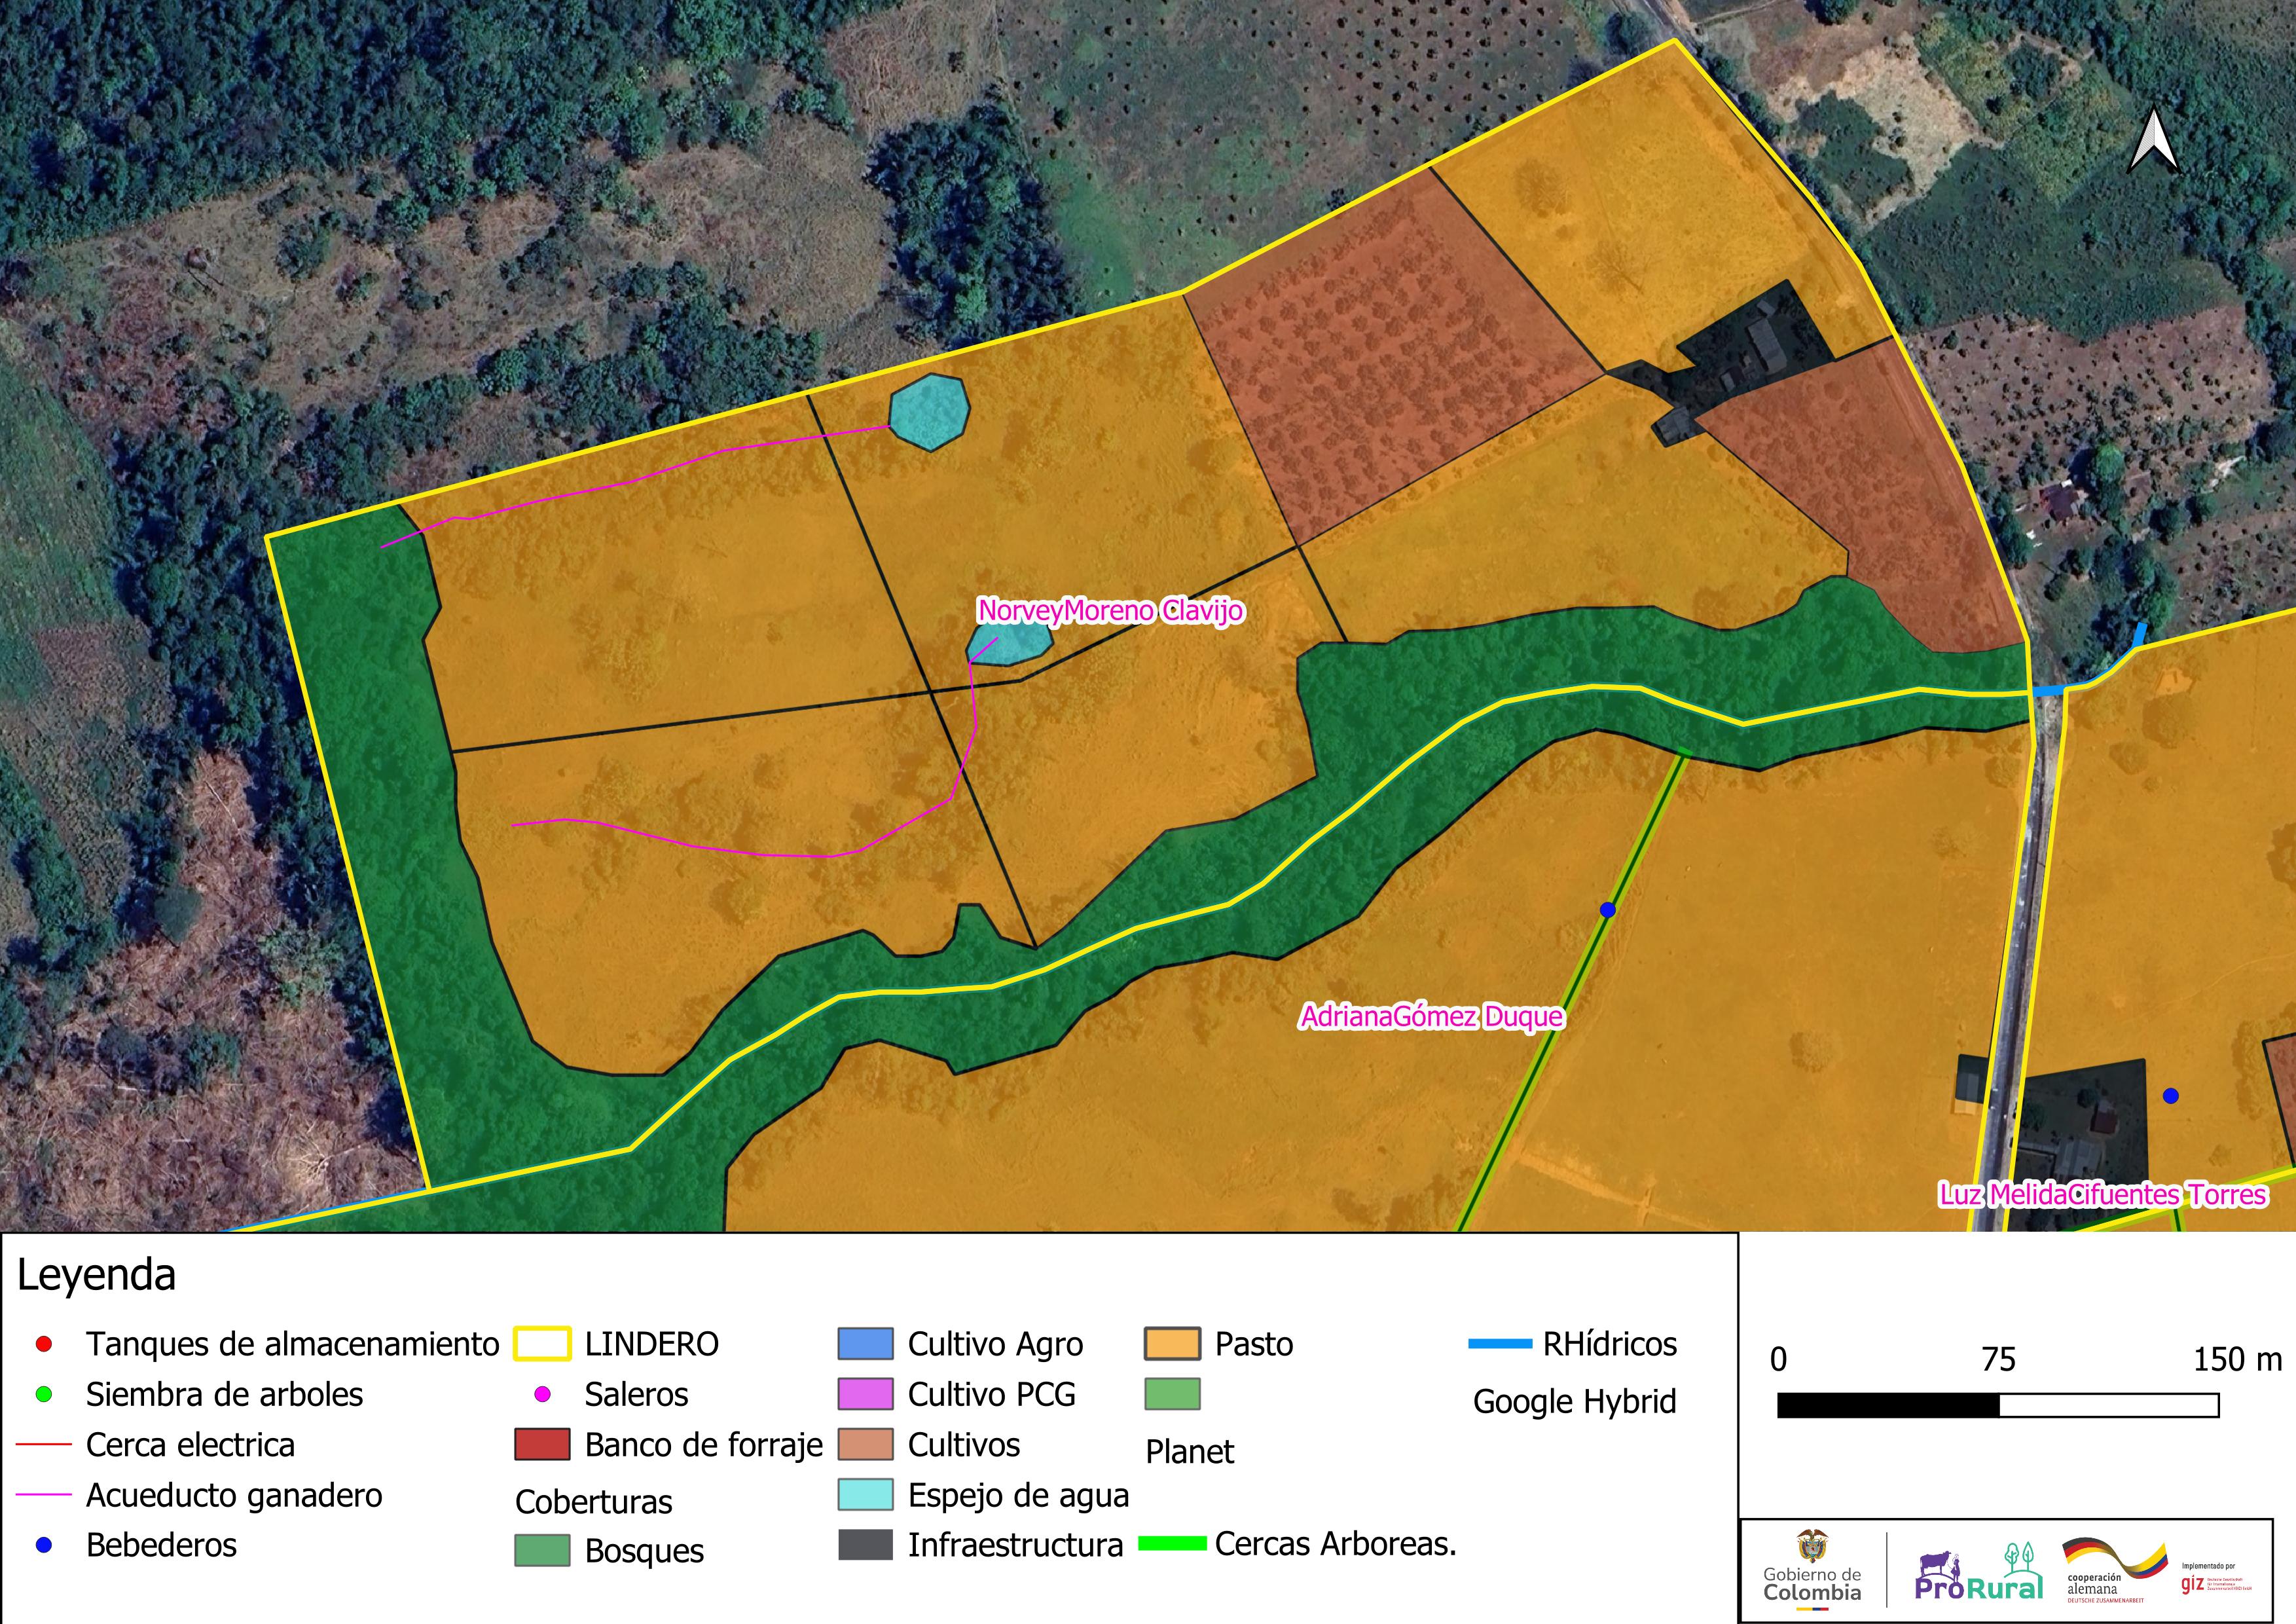 NorveyMoreno Clavijo
AdrianaGómez Duque
Luz MelidaCifuentes Torres
Leyenda
Tanques de almacenamiento
Siembra de arboles
Cerca electrica
Acueducto ganadero
Bebederos
LINDERO
Saleros
Banco de forraje
Coberturas
Bosques
Cultivo Agro
Cultivo PCG
Cultivos
Espejo de agua
Infraestructura
Pasto
Planet
Cercas Arboreas.
RHídricos
Google Hybrid
0 75 150 m
Gobierno de
Colombia
ProRural
cooperación
alemana
DEUTSCHE ZUSAMMENARBEIT
Implementado por
giz